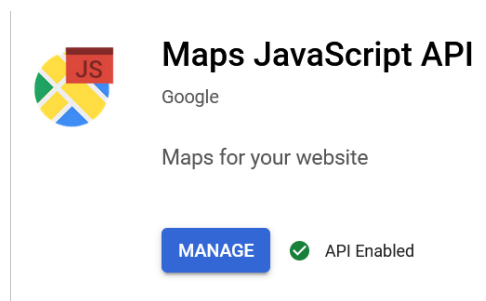 JS
Maps JavaScript API
Google
Maps for your website
MANAGE
API Enabled